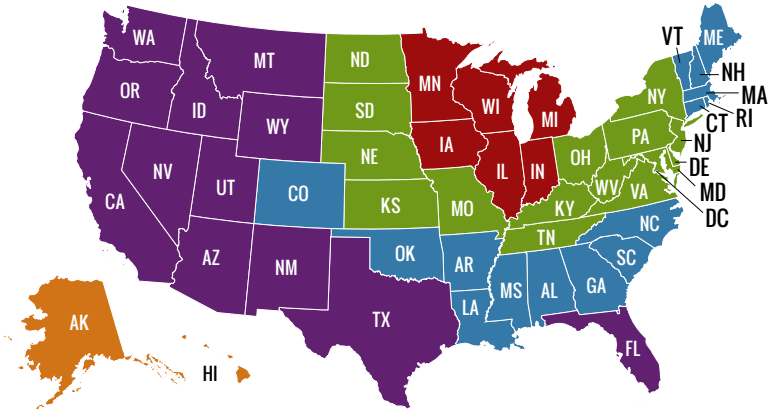 WA
MT
ND
MN
VT
ME
OR
ID
SD
WI
MI
NY
NH
MA
RI
CT
WY
NE
IA
IL
IN
OH
PA
NJ
DE
MD
DC
NV
UT
CO
KS
MO
KY
WV
VA
CA
AZ
NM
OK
AR
TN
NC
SC
TX
LA
MS
AL
GA
FL
AK
HI